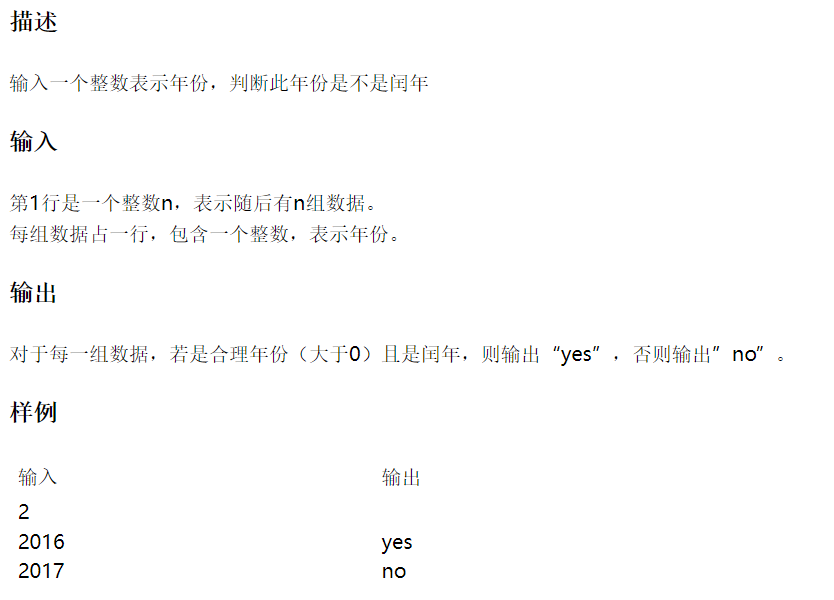 描述
输入一个整数表示年份，判断此年份是不是闰年
输入
第1行是一个整数n，表示随后有n组数据。
每组数据占一行，包含一个整数，表示年份。
输出
对于每一组数据，若是合理年份（大于0）且是闰年，则输出“yes”，否则输出”no”。
样例
输入 输出
2
2016 yes
2017 no